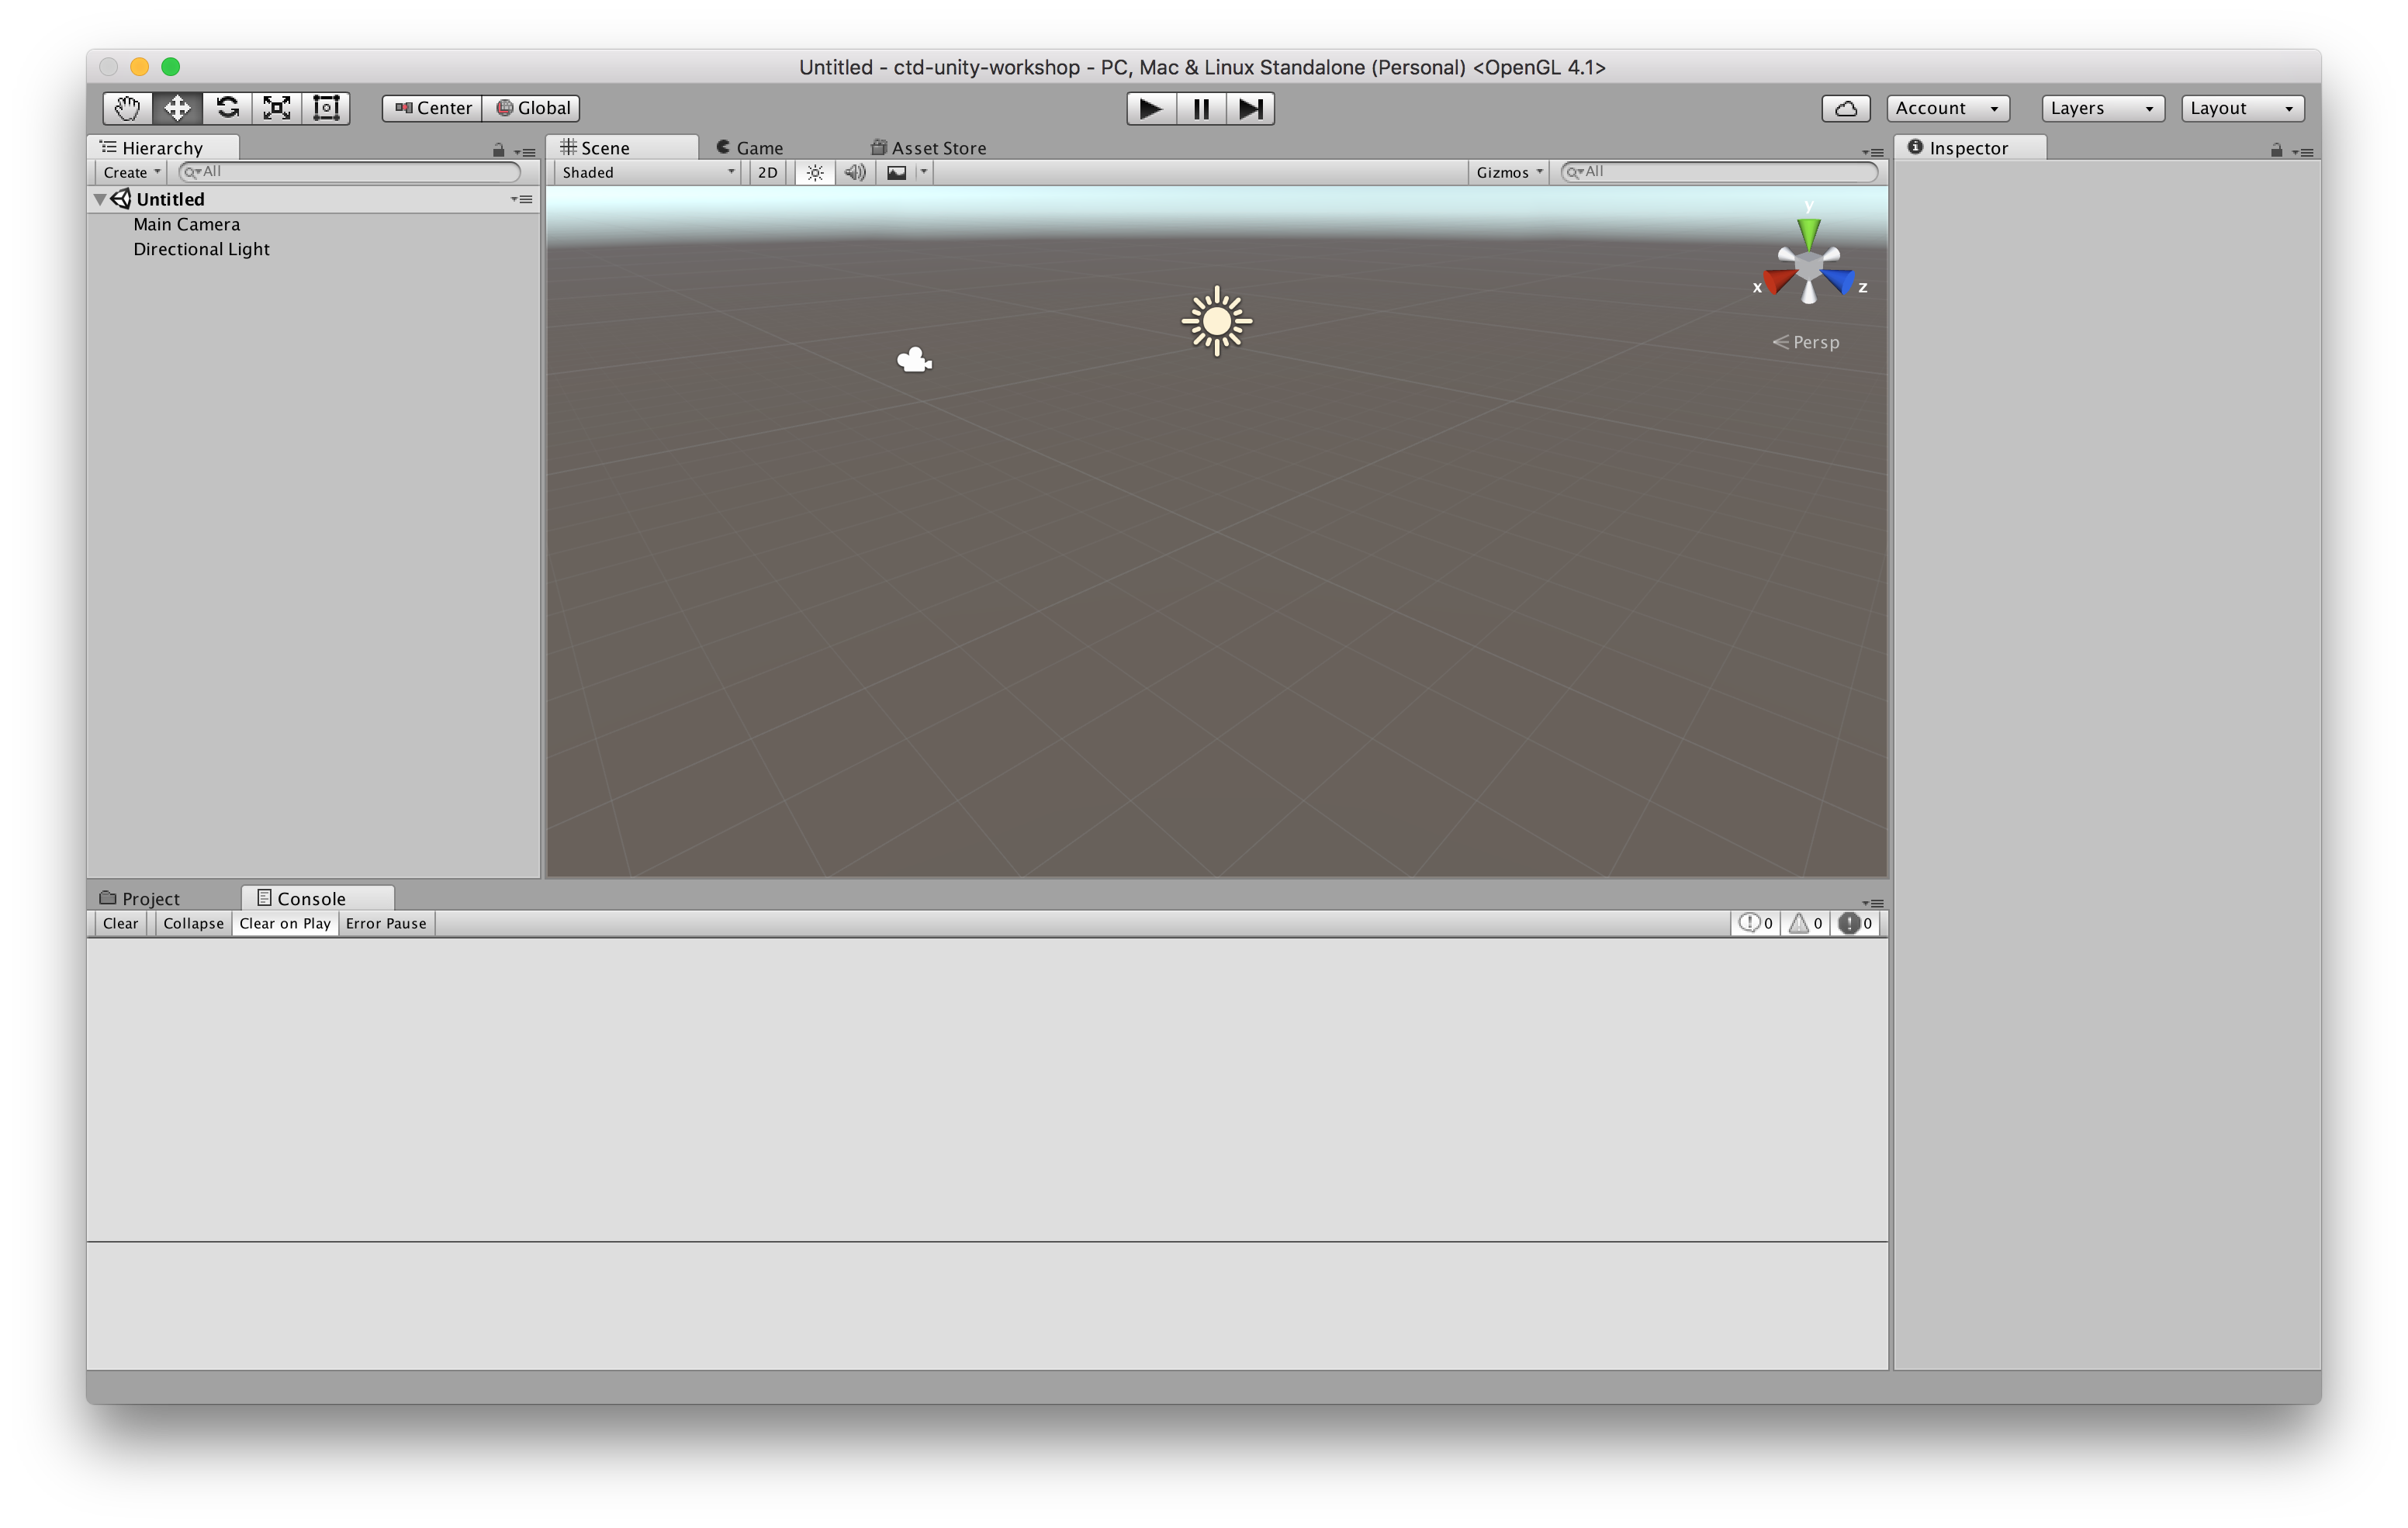 Untitled - ctd-unity-workshop - PC, Mac & Linux Standalone (Personal) <OpenGL 4.1>
Center Global Account Layers Layout
Hierarchy Scene Game Asset Store Inspector
Create All Shaded 2D Gizmos All
Untitled
Main Camera
Directional Light
y
x z
Persp
Project Console
Clear Collapse Clear on Play Error Pause 0 0 0